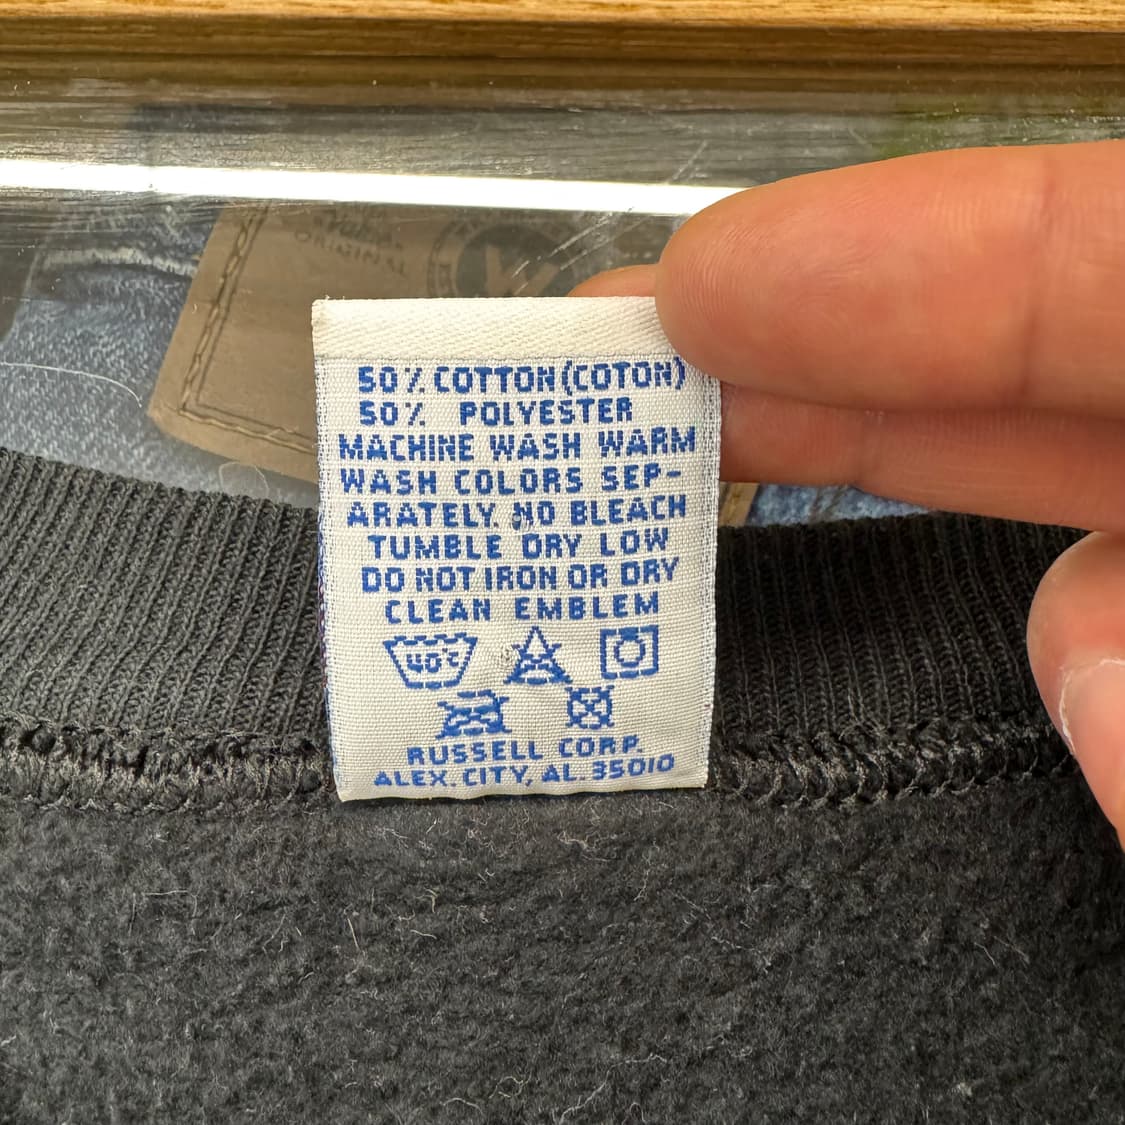 50% COTTON (COTON)
50% POLYESTER
MACHINE WASH WARM
WASH COLORS SEP-
ARATELY. NO BLEACH
TUMBLE DRY LOW
DO NOT IRON OR DRY
CLEAN EMBLEM
40°C
RUSSELL CORP.
ALEX. CITY, AL. 35010